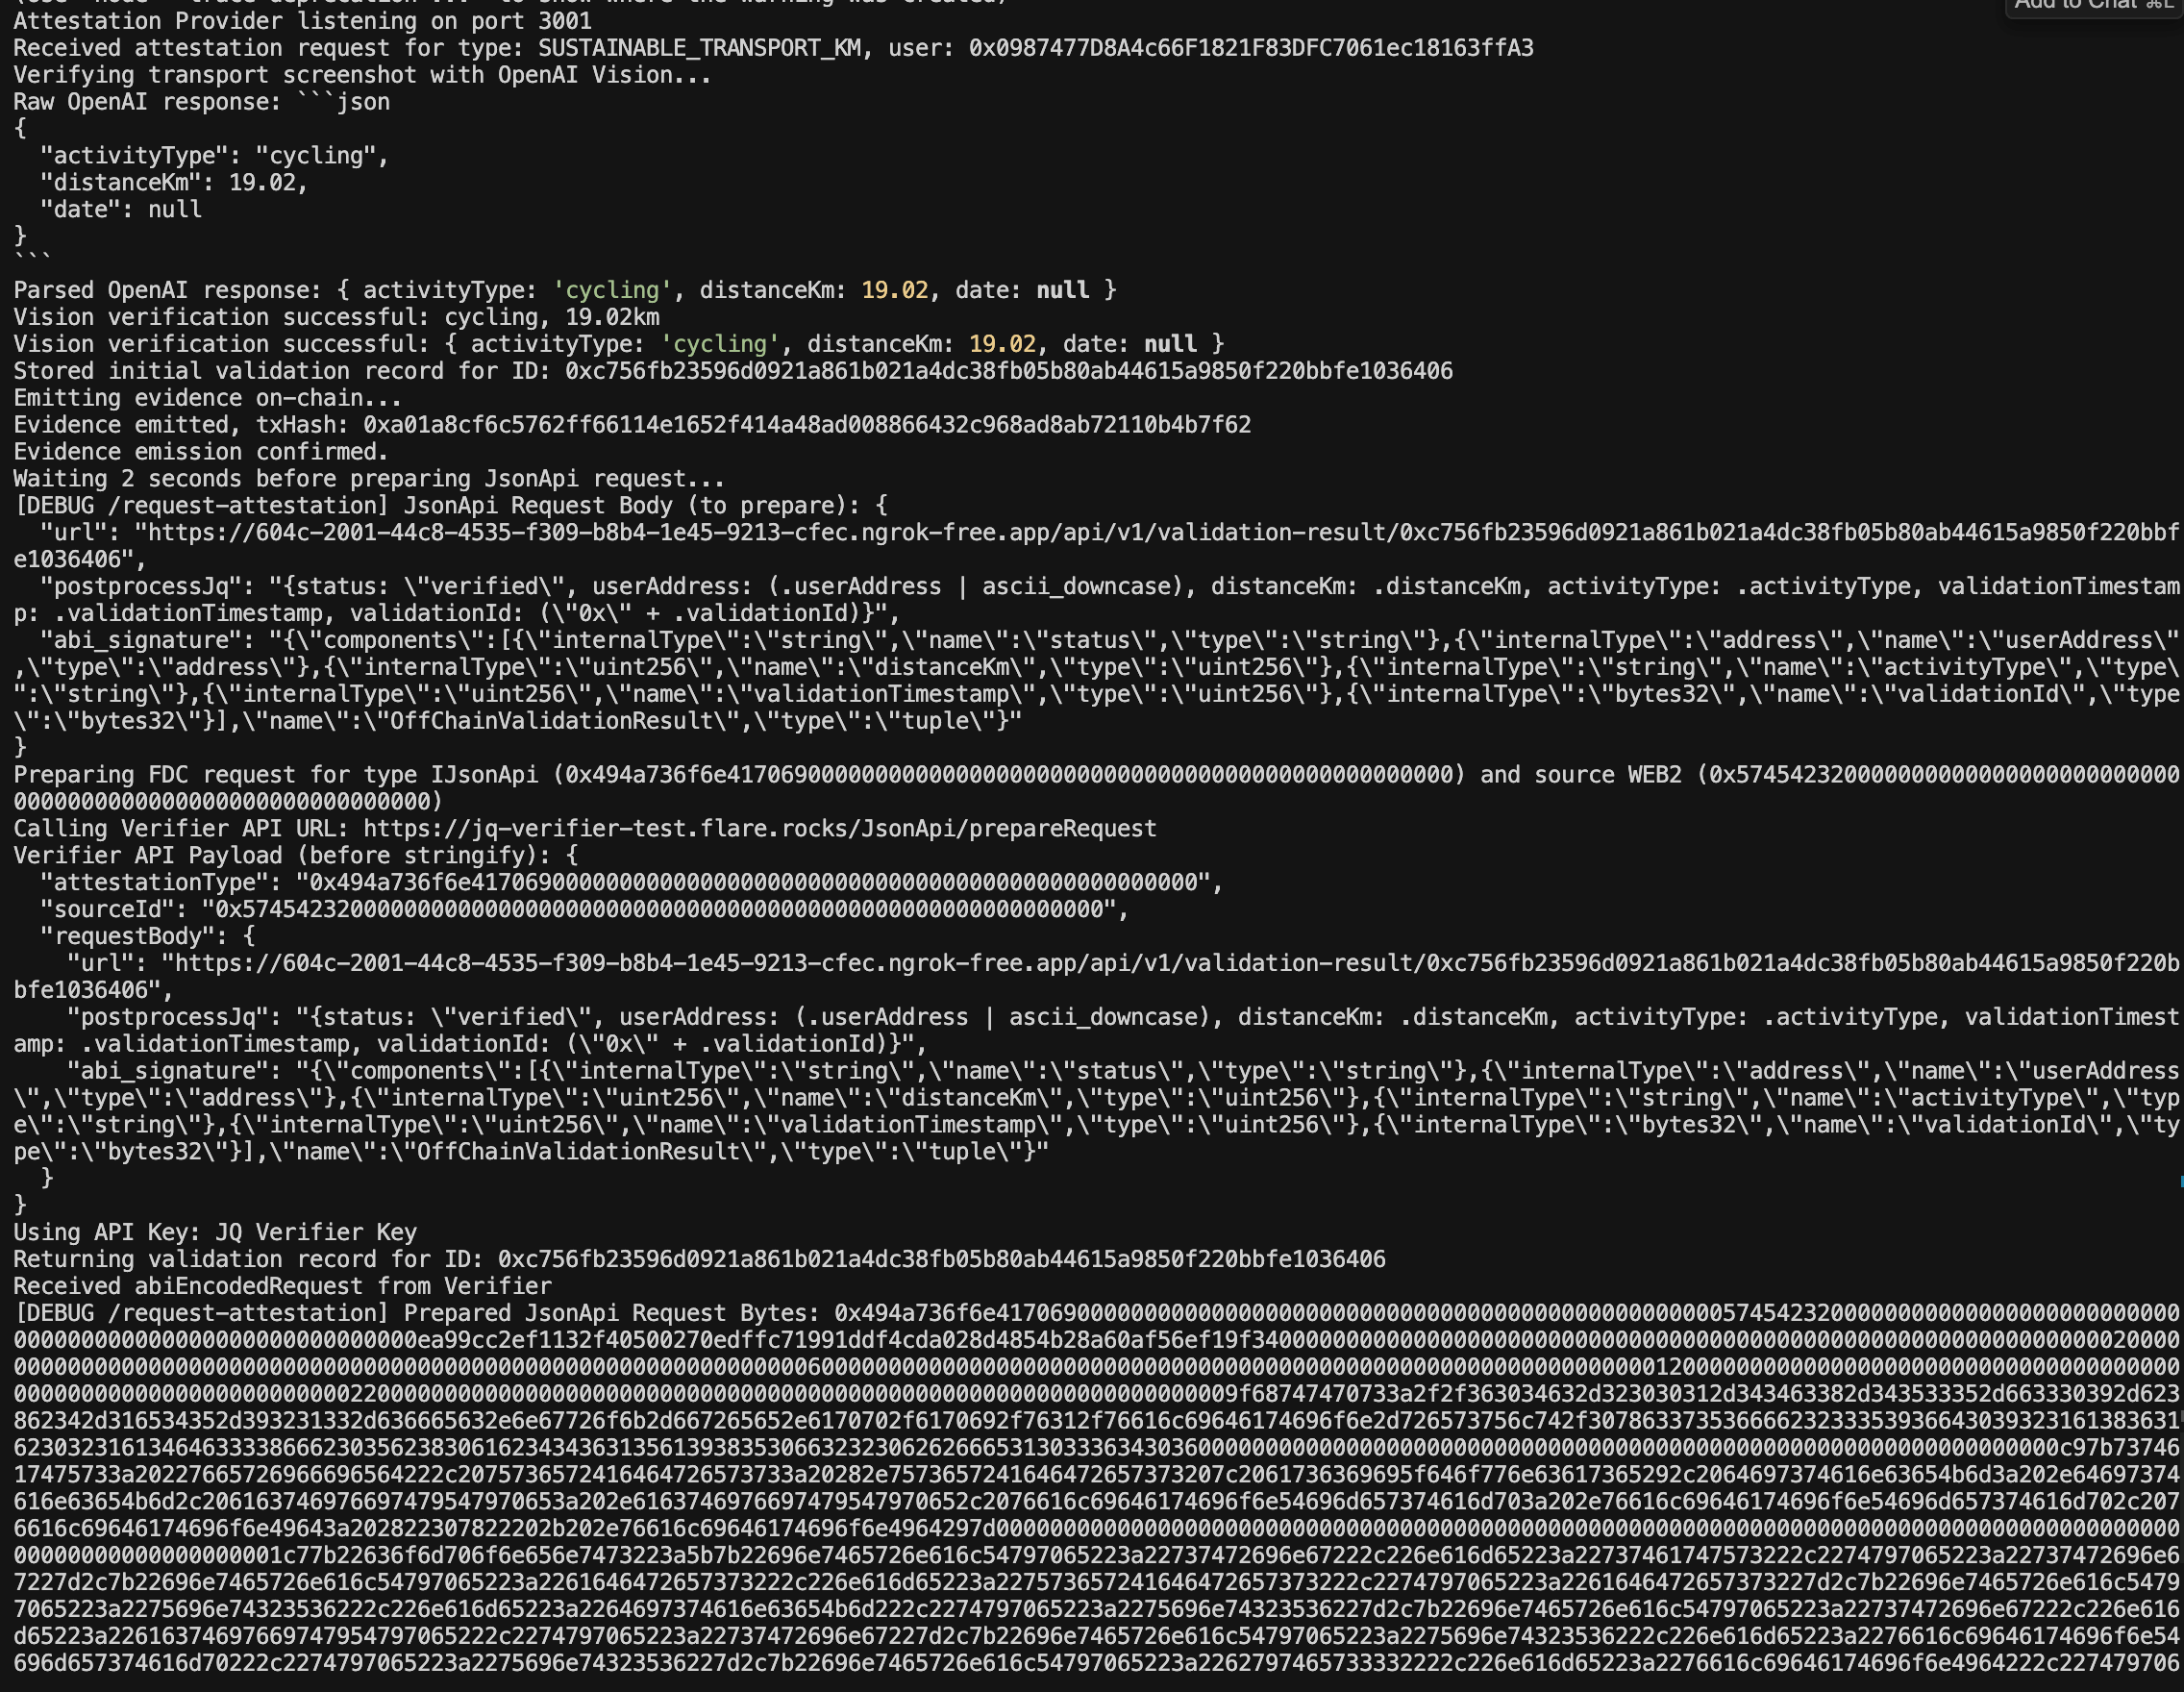 Attestation Provider listening on port 3001
Received attestation request for type: SUSTAINABLE_TRANSPORT_KM, user: 0x0987477D8A4c66F1821F83DFC7061ec18163ffA3
Verifying transport screenshot with OpenAI Vision...
Raw OpenAI response: ```json
{
"activityType": "cycling",
"distanceKm": 19.02,
"date": null
}
```
Parsed OpenAI response: { activityType: 'cycling', distanceKm: 19.02, date: null }
Vision verification successful: cycling, 19.02km
Vision verification successful: { activityType: 'cycling', distanceKm: 19.02, date: null }
Stored initial validation record for ID: 0xc756fb23596d0921a861b021a4dc38fb05b80ab44615a9850f220bbfe1036406
Emitting evidence on-chain...
Evidence emitted, txHash: 0xa01a8cf6c5762ff66114e1652f414a48ad008866432c968ad8ab72110b4b7f62
Evidence emission confirmed.
Waiting 2 seconds before preparing JsonApi request...
[DEBUG /request-attestation] JsonApi Request Body (to prepare): {
"url": "https://604c-2001-44c8-4535-f309-b8b4-1e45-9213-cfec.ngrok-free.app/api/v1/validation-result/0xc756fb23596d0921a861b021a4dc38fb05b80ab44615a9850f220bbf
e1036406",
"postprocessJq": "{status: \"verified\", userAddress: (.userAddress | ascii_downcase), distanceKm: .distanceKm, activityType: .activityType, validationTimestam
p: .validationTimestamp, validationId: (\"0x\" + .validationId)}",
"abi_signature": "{\"components\":[{\"internalType\":\"string\",\"name\":\"status\",\"type\":\"string\"},{\"internalType\":\"address\",\"name\":\"userAddress\"
,\"type\":\"address\"},{\"internalType\":\"uint256\",\"name\":\"distanceKm\",\"type\":\"uint256\"},{\"internalType\":\"string\",\"name\":\"activityType\",\"type\
":\"string\"},{\"internalType\":\"uint256\",\"name\":\"validationTimestamp\",\"type\":\"uint256\"},{\"internalType\":\"bytes32\",\"name\":\"validationId\",\"type
\":\"bytes32\"}],\"name\":\"OffChainValidationResult\",\"type\":\"tuple\"}"
}
Preparing FDC request for type IJsonApi (0x494a736f6e417069000000000000000000000000000000000000000000000000) and source WEB2 (0x574542320000000000000000000000000
0000000000000000000000000000000)
Calling Verifier API URL: https://jq-verifier-test.flare.rocks/JsonApi/prepareRequest
Verifier API Payload (before stringify): {
"attestationType": "0x494a736f6e417069000000000000000000000000000000000000000000000000",
"sourceId": "0x5745423200000000000000000000000000000000000000000000000000000000",
"requestBody": {
"url": "https://604c-2001-44c8-4535-f309-b8b4-1e45-9213-cfec.ngrok-free.app/api/v1/validation-result/0xc756fb23596d0921a861b021a4dc38fb05b80ab44615a9850f220b
bfe1036406",
"postprocessJq": "{status: \"verified\", userAddress: (.userAddress | ascii_downcase), distanceKm: .distanceKm, activityType: .activityType, validationTimest
amp: .validationTimestamp, validationId: (\"0x\" + .validationId)}",
"abi_signature": "{\"components\":[{\"internalType\":\"string\",\"name\":\"status\",\"type\":\"string\"},{\"internalType\":\"address\",\"name\":\"userAddress
\",\"type\":\"address\"},{\"internalType\":\"uint256\",\"name\":\"distanceKm\",\"type\":\"uint256\"},{\"internalType\":\"string\",\"name\":\"activityType\",\"typ
e\":\"string\"},{\"internalType\":\"uint256\",\"name\":\"validationTimestamp\",\"type\":\"uint256\"},{\"internalType\":\"bytes32\",\"name\":\"validationId\",\"ty
pe\":\"bytes32\"}],\"name\":\"OffChainValidationResult\",\"type\":\"tuple\"}"
}
}
Using API Key: JQ Verifier Key
Returning validation record for ID: 0xc756fb23596d0921a861b021a4dc38fb05b80ab44615a9850f220bbfe1036406
Received abiEncodedRequest from Verifier
[DEBUG /request-attestation] Prepared JsonApi Request Bytes: